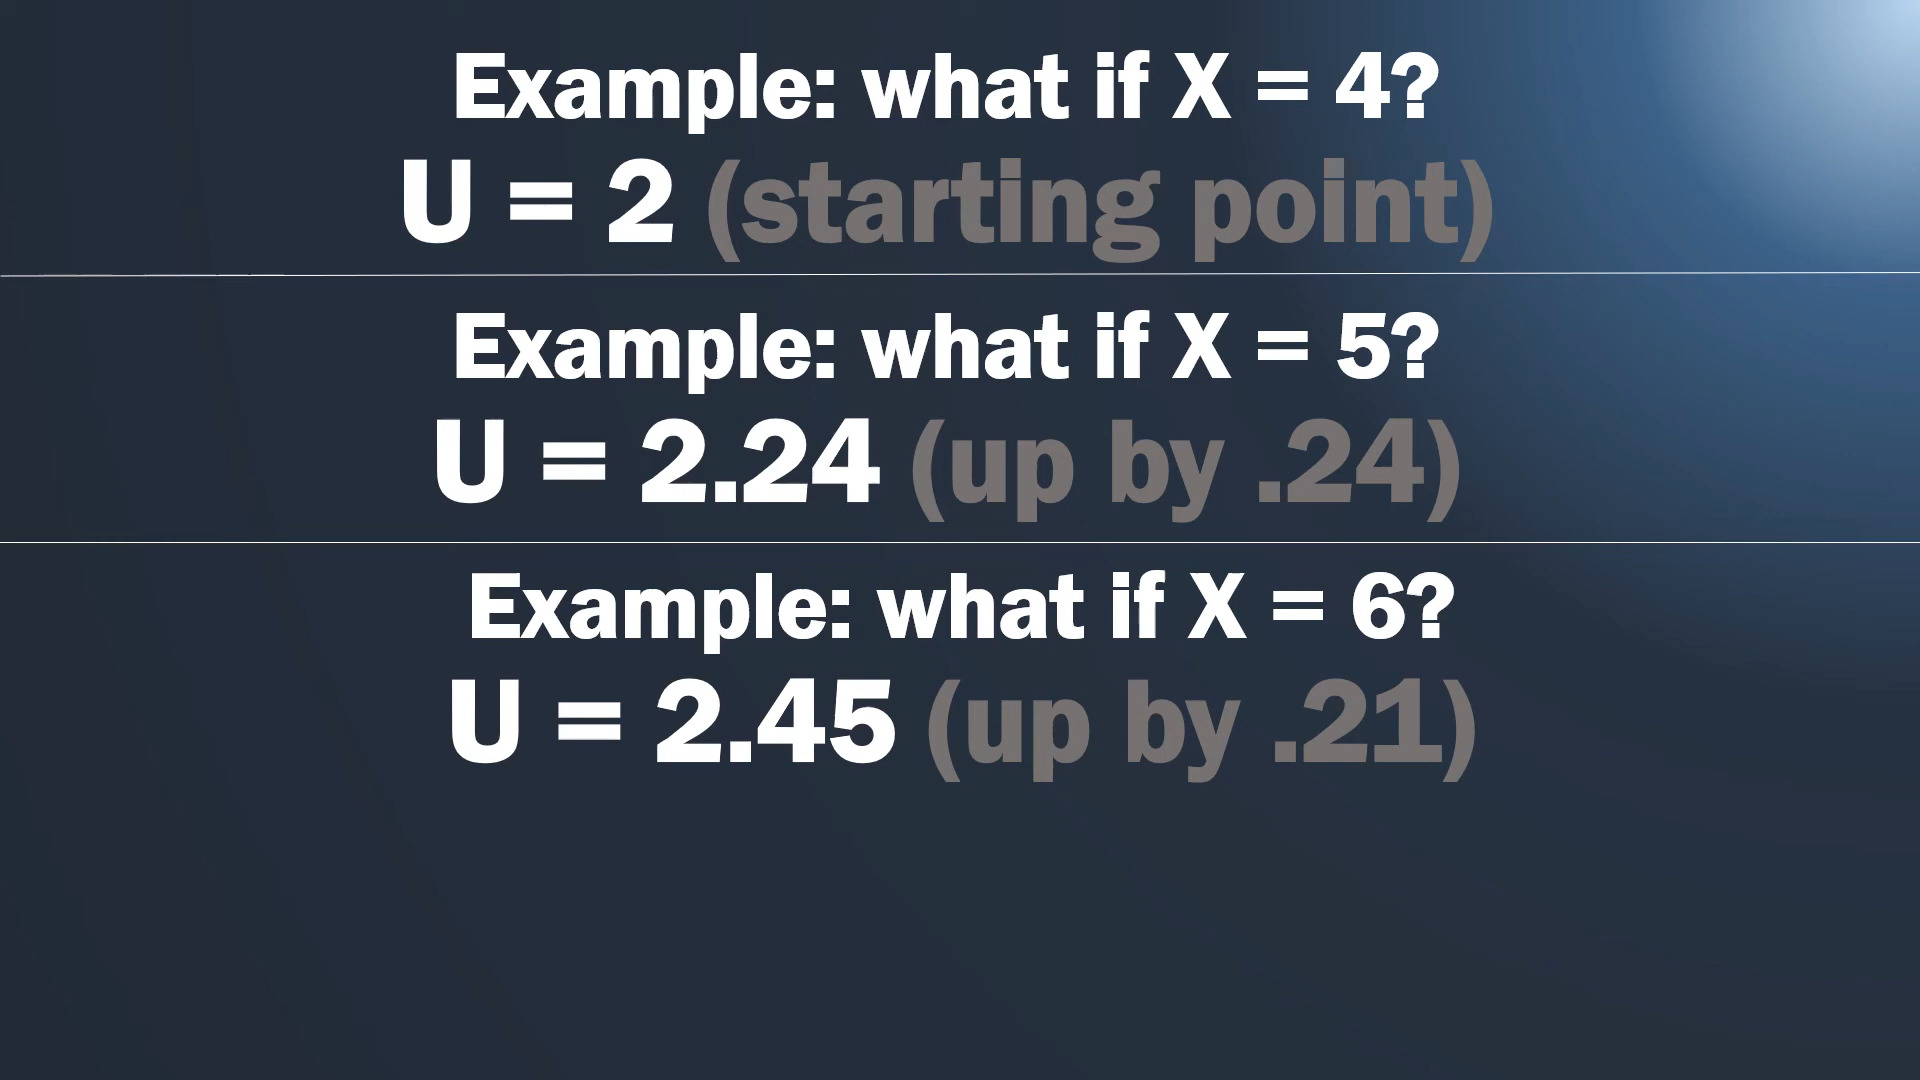 Example: what if X = 4?
U = 2 (starting point)
Example: what if X = 5?
U = 2.24 (up by .24)
Example: what if X = 6?
U = 2.45 (up by .21)